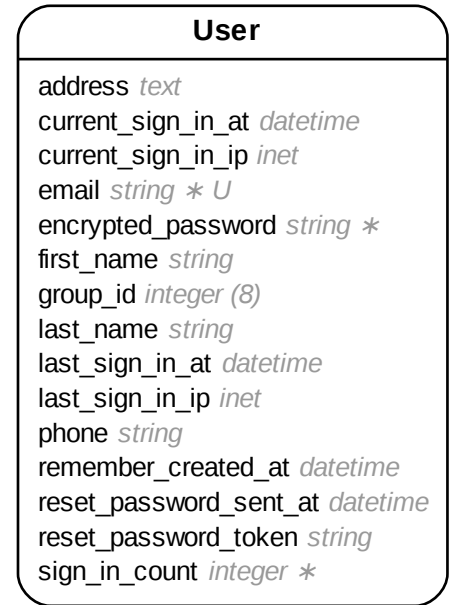 User
address text
current_sign_in_at datetime
current_sign_in_ip inet
email string ∗ U
encrypted_password string ∗
first_name string
group_id integer (8)
last_name string
last_sign_in_at datetime
last_sign_in_ip inet
phone string
remember_created_at datetime
reset_password_sent_at datetime
reset_password_token string
sign_in_count integer ∗